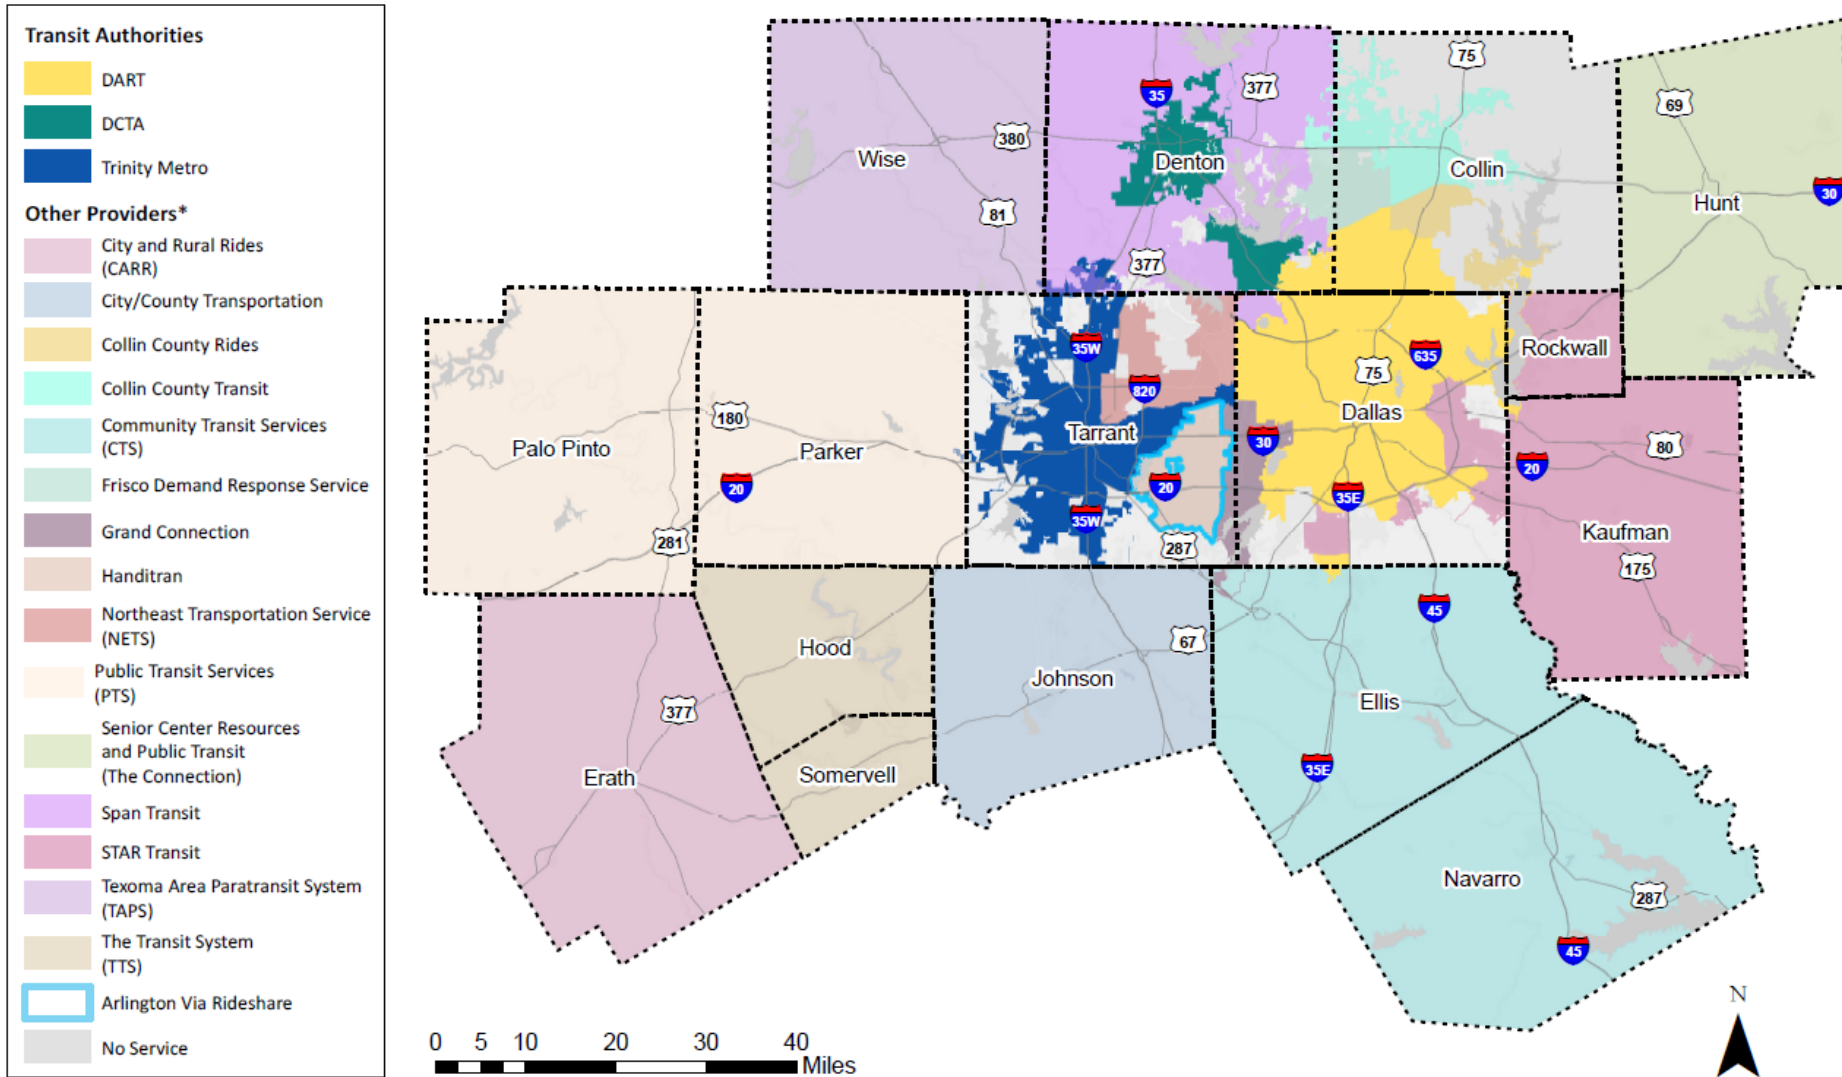 Transit Authorities
DART
DCTA
Trinity Metro
Other Providers*
City and Rural Rides
(CARR)
City/County Transportation
Collin County Rides
Collin County Transit
Community Transit Services
(CTS)
Frisco Demand Response Service
Grand Connection
Handitran
Northeast Transportation Service
(NETS)
Public Transit Services
(PTS)
Senior Center Resources
and Public Transit
(The Connection)
Span Transit
STAR Transit
Texoma Area Paratransit System
(TAPS)
The Transit System
(TTS)
Arlington Via Rideshare
No Service
75
35
377
69
380
Wise
Denton
Collin
30
Hunt
81
377
35W
635
Rockwall
75
820
180
Dallas
Tarrant
30
80
Palo Pinto
Parker
20
20
20
35E
35W
Kaufman
281
287
175
45
67
Hood
Johnson
Ellis
377
35E
Erath
Somervell
Navarro
287
45
N
0 5 10 20 30 40
Miles